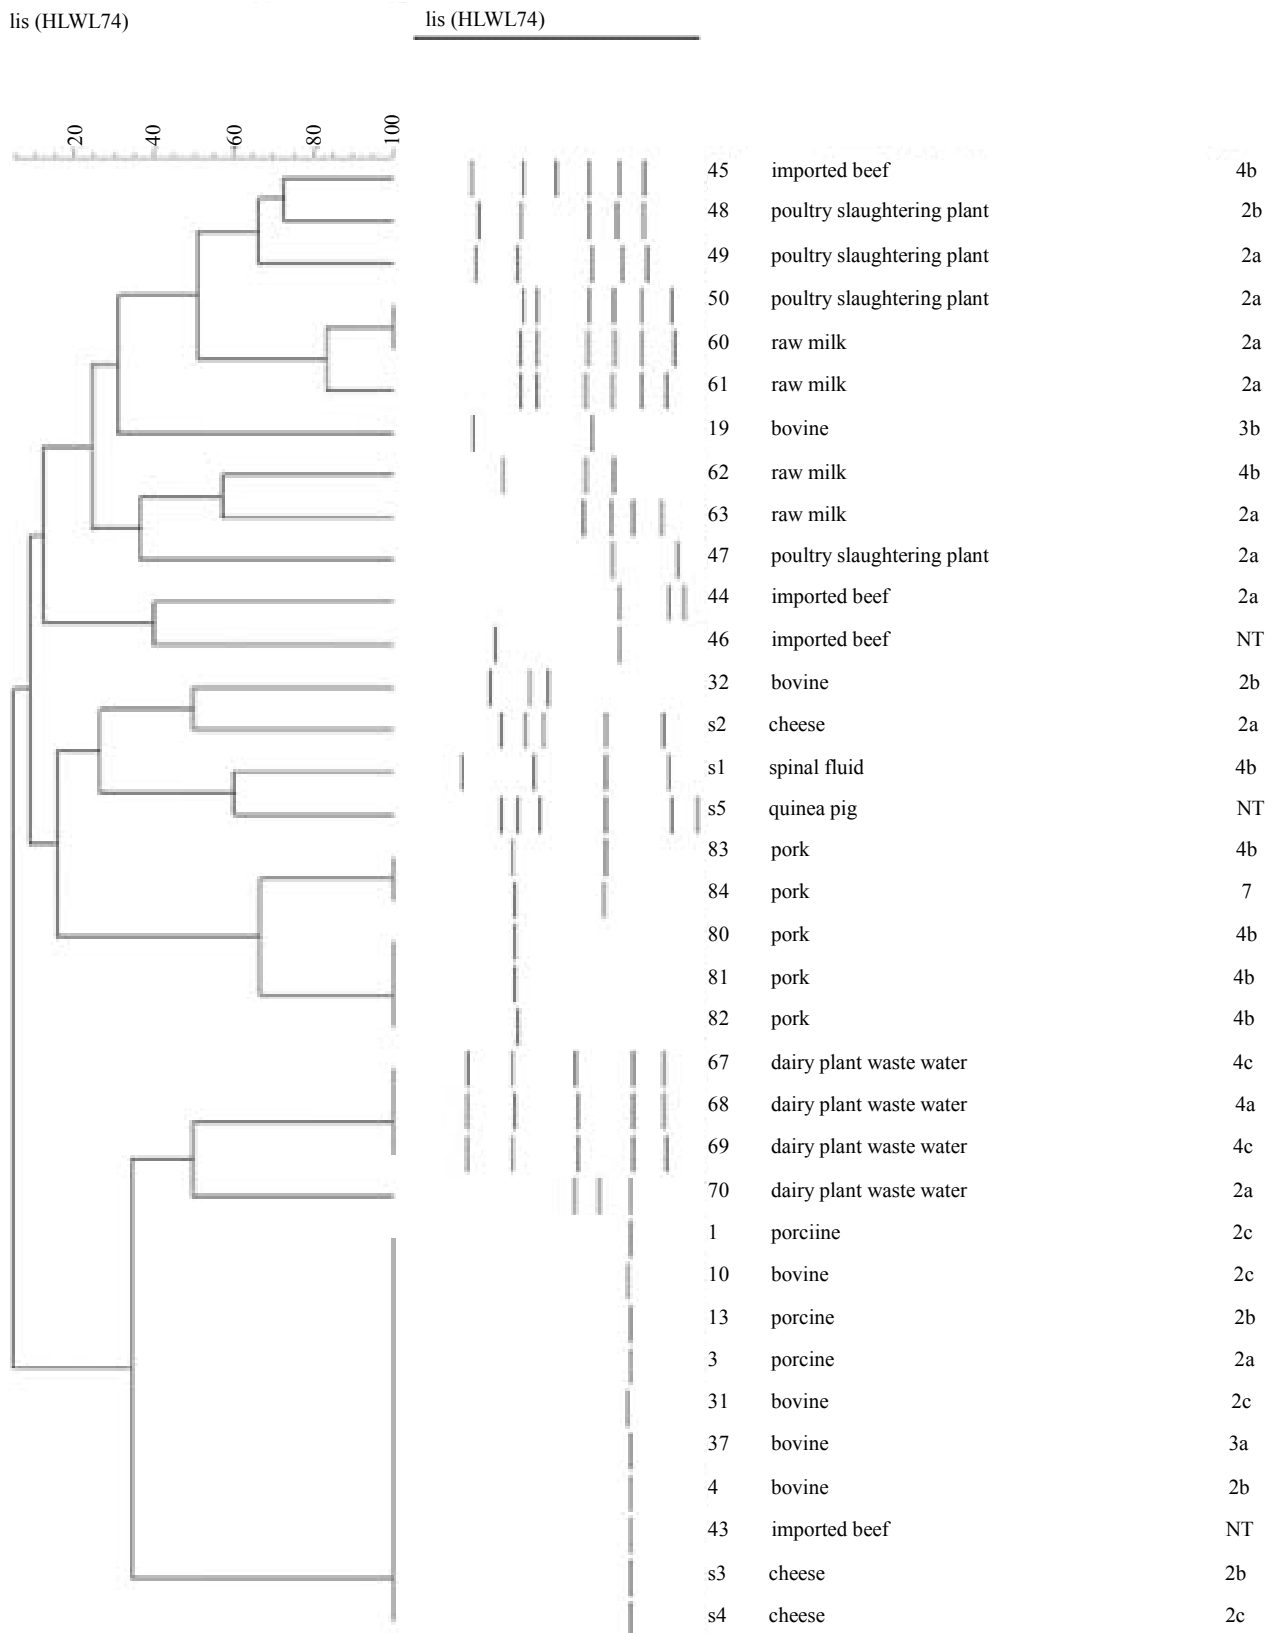 lis (HLWL74) lis (HLWL74)
20 40 60 80 100
45 imported beef 4b
48 poultry slaughtering plant 2b
49 poultry slaughtering plant 2a
50 poultry slaughtering plant 2a
60 raw milk 2a
61 raw milk 2a
19 bovine 3b
62 raw milk 4b
63 raw milk 2a
47 poultry slaughtering plant 2a
44 imported beef 2a
46 imported beef NT
32 bovine 2b
s2 cheese 2a
s1 spinal fluid 4b
s5 quinea pig NT
83 pork 4b
84 pork 7
80 pork 4b
81 pork 4b
82 pork 4b
67 dairy plant waste water 4c
68 dairy plant waste water 4a
69 dairy plant waste water 4c
70 dairy plant waste water 2a
1 porciine 2c
10 bovine 2c
13 porcine 2b
3 porcine 2a
31 bovine 2c
37 bovine 3a
4 bovine 2b
43 imported beef NT
s3 cheese 2b
s4 cheese 2c